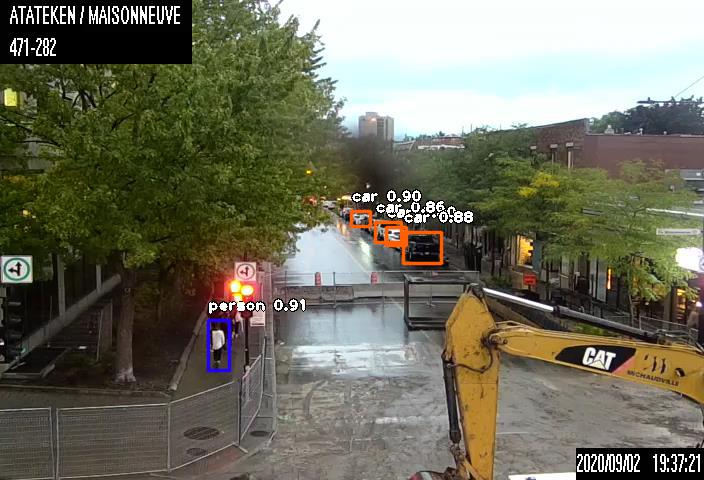 ATATEKEN / MAISONNEUVE
471-282
car 0.90
car 0.86
car 0.88
person 0.91
CAT
MICHAUDVILLE
2020/09/02 19:37:21